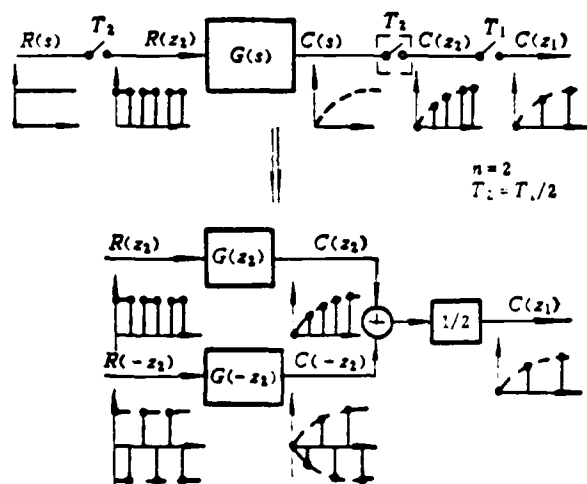 R(s) T₂ R(z₂) G(s) C(s) T₂ C(z₂) T₁ C(z₁)
n = 2
T₂ = T₁/2
R(z₂) G(z₂) C(z₂)
1/2 C(z₁)
R(-z₂) G(-z₂) C(-z₂)